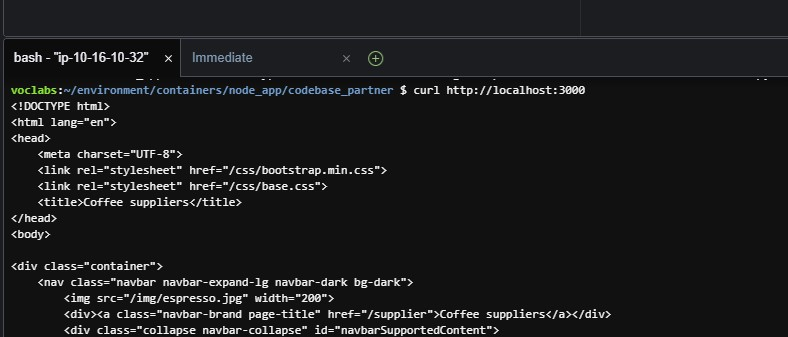 bash - "ip-10-16-10-32" × Immediate ×
voclabs:~/environment/containers/node_app/codebase_partner $ curl http://localhost:3000
<!DOCTYPE html>
<html lang="en">
<head>
    <meta charset="UTF-8">
    <link rel="stylesheet" href="/css/bootstrap.min.css">
    <link rel="stylesheet" href="/css/base.css">
    <title>Coffee suppliers</title>
</head>
<body>
<div class="container">
    <nav class="navbar navbar-expand-lg navbar-dark bg-dark">
        <img src="/img/espresso.jpg" width="200">
        <div><a class="navbar-brand page-title" href="/supplier">Coffee suppliers</a></div>
        <div class="collapse navbar-collapse" id="navbarSupportedContent">